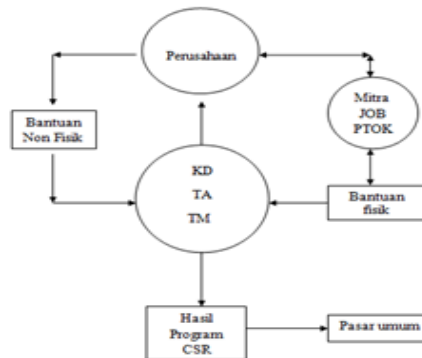 Perusahaan
Mitra
JOB
PTOK
Bantuan
Non Fisik
KD
TA
TM
Bantuan
fisik
Hasil
Program
CSR
Pasar umum